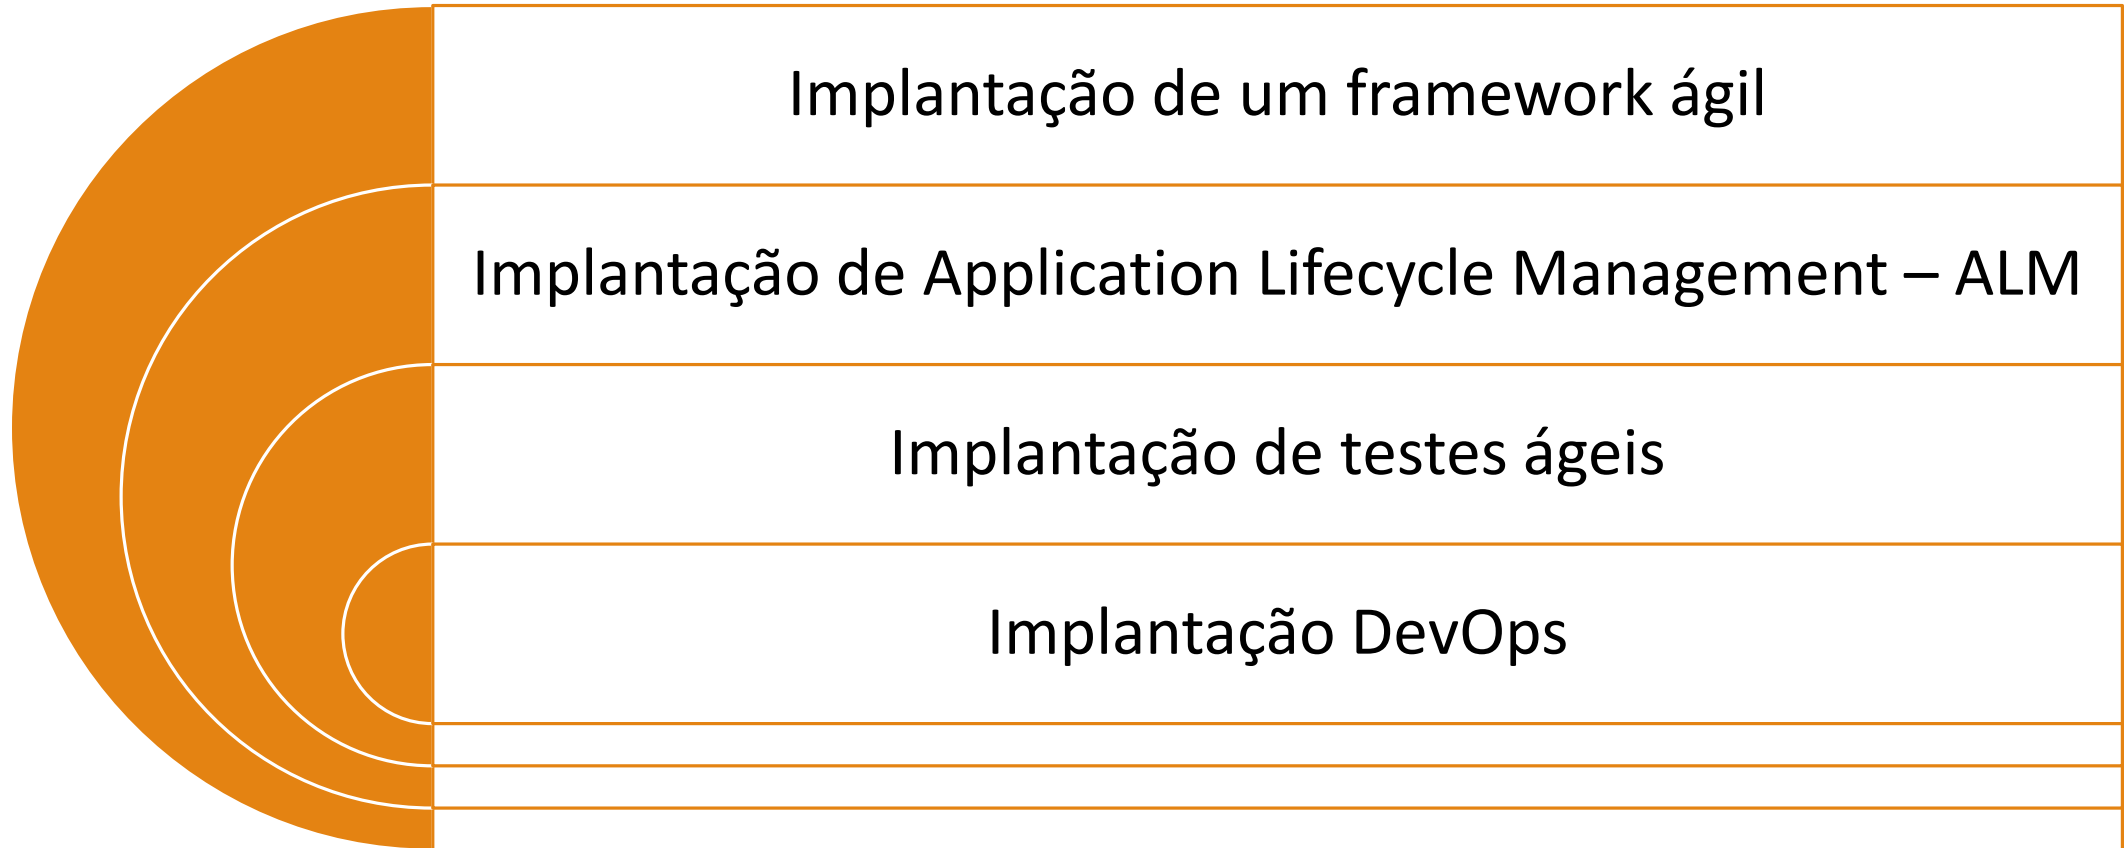 Implantação de um framework ágil
Implantação de Application Lifecycle Management – ALM
Implantação de testes ágeis
Implantação DevOps